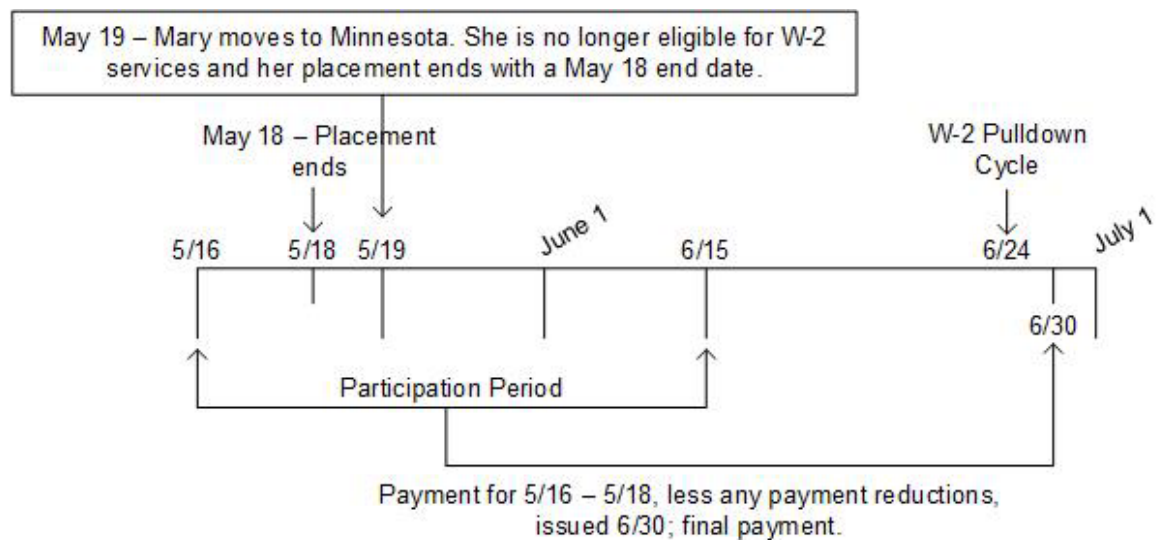 May 19 – Mary moves to Minnesota. She is no longer eligible for W-2
services and her placement ends with a May 18 end date.
May 18 – Placement
ends
W-2 Pulldown
Cycle
5/16
5/18
5/19
June 1
6/15
6/24
July 1
6/30
Participation Period
Payment for 5/16 – 5/18, less any payment reductions,
issued 6/30; final payment.